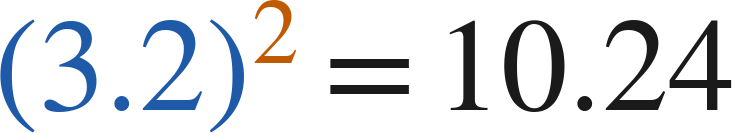 (3.2)² = 10.24